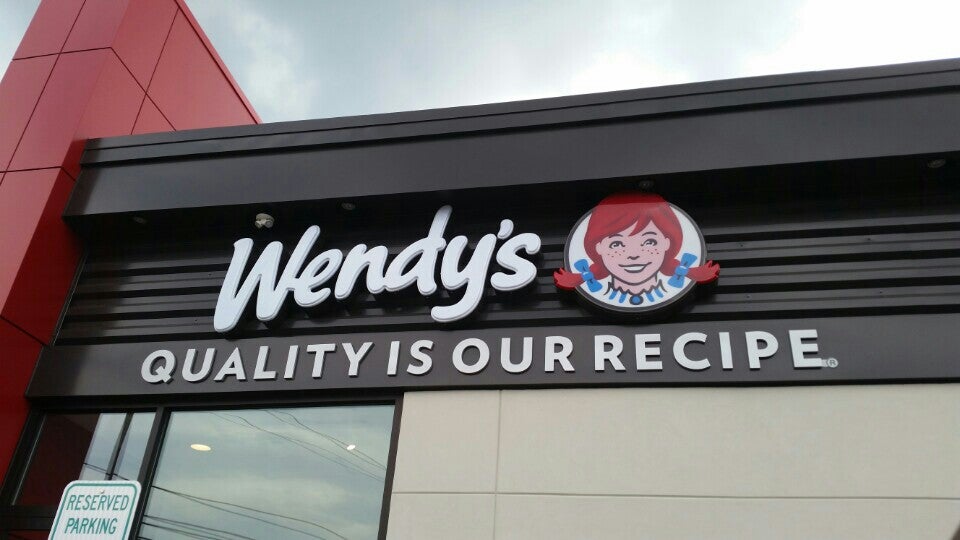 Wendy's
QUALITY IS OUR RECIPE®
RESERVED
PARKING